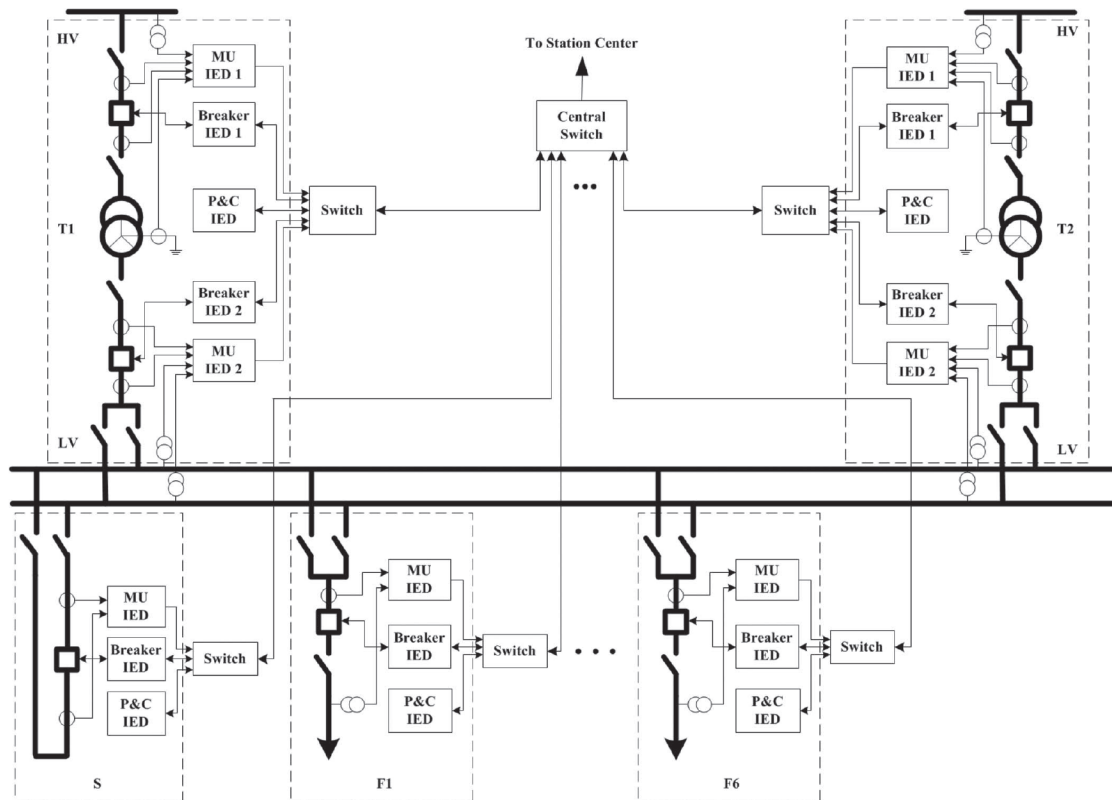 HV
MU
IED 1
Breaker
IED 1
P&C
IED
Switch
T1
Breaker
IED 2
MU
IED 2
LV
To Station Center
Central
Switch
HV
MU
IED 1
Breaker
IED 1
P&C
IED
Switch
T2
Breaker
IED 2
MU
IED 2
LV
MU
IED
Breaker
IED
P&C
IED
Switch
S
MU
IED
Breaker
IED
P&C
IED
Switch
F1
MU
IED
Breaker
IED
P&C
IED
Switch
F6